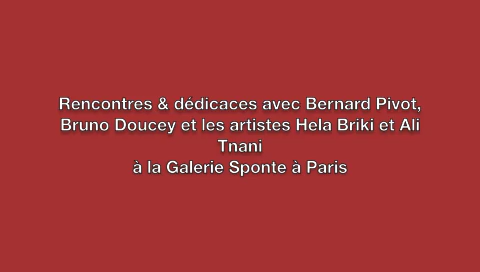 Rencontres & dédicaces avec Bernard Pivot,
Bruno Doucey et les artistes Hela Briki et Ali
Tnani
à la Galerie Sponte à Paris